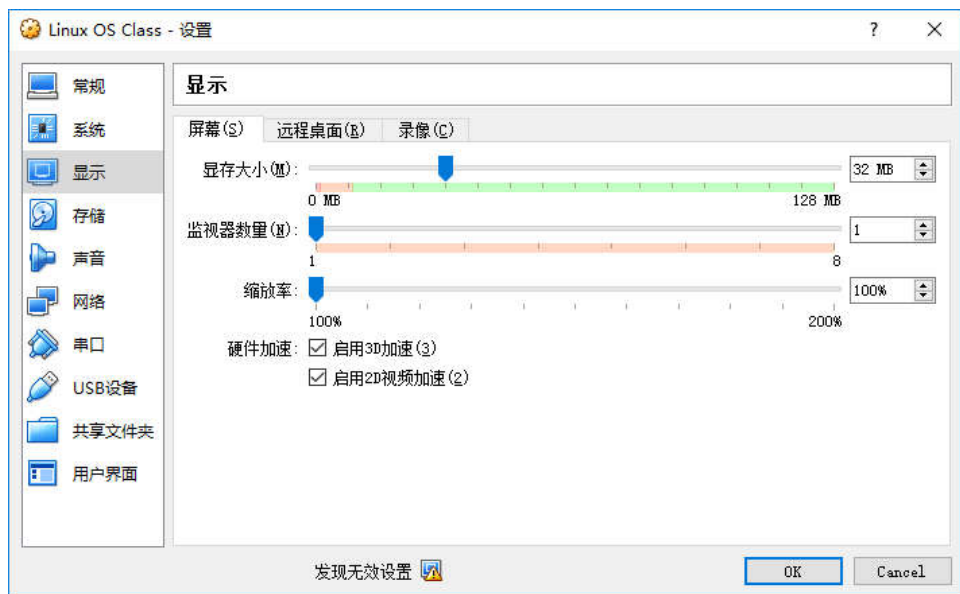 Linux OS Class - 设置
?
常规
系统
显示
存储
声音
网络
串口
USB设备
共享文件夹
用户界面
显示
屏幕(S) 远程桌面(R) 录像(C)
显存大小(M): 32 MB
0 MB 128 MB
监视器数量(N): 1
1 8
缩放率: 100%
100% 200%
硬件加速: 启用3D加速(3)
启用2D视频加速(2)
发现无效设置
OK Cancel